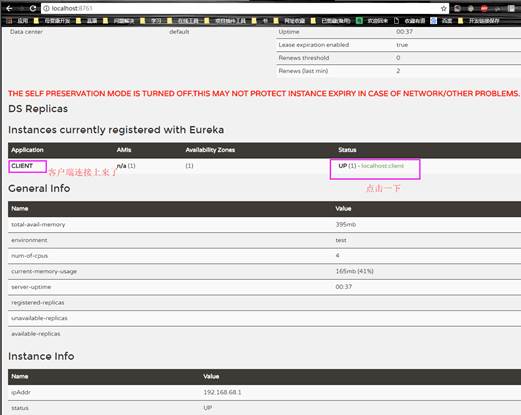 localhost:8761
应用 母婴康开发 直播 问题解决 学习 在线工具 项目插件工具 书 网址收藏 已图藏(备用) 欢迎回来 收藏有语 百度 开发链接保存
Data center default
Uptime 00:37
Lease expiration enabled true
Renews threshold 0
Renews (last min) 2
THE SELF PRESERVATION MODE IS TURNED OFF.THIS MAY NOT PROTECT INSTANCE EXPIRY IN CASE OF NETWORK/OTHER PROBLEMS.
DS Replicas
Instances currently registered with Eureka
Application AMIs Availability Zones Status
CLIENT n/a (1) (1) UP (1) - localhost:client
客户端连接上来了
点击一下
General Info
Name Value
total-avail-memory 395mb
environment test
num-of-cpus 4
current-memory-usage 165mb (41%)
server-uptime 00:37
registered-replicas
unavailable-replicas
available-replicas
Instance Info
Name Value
ipAddr 192.168.68.1
status UP